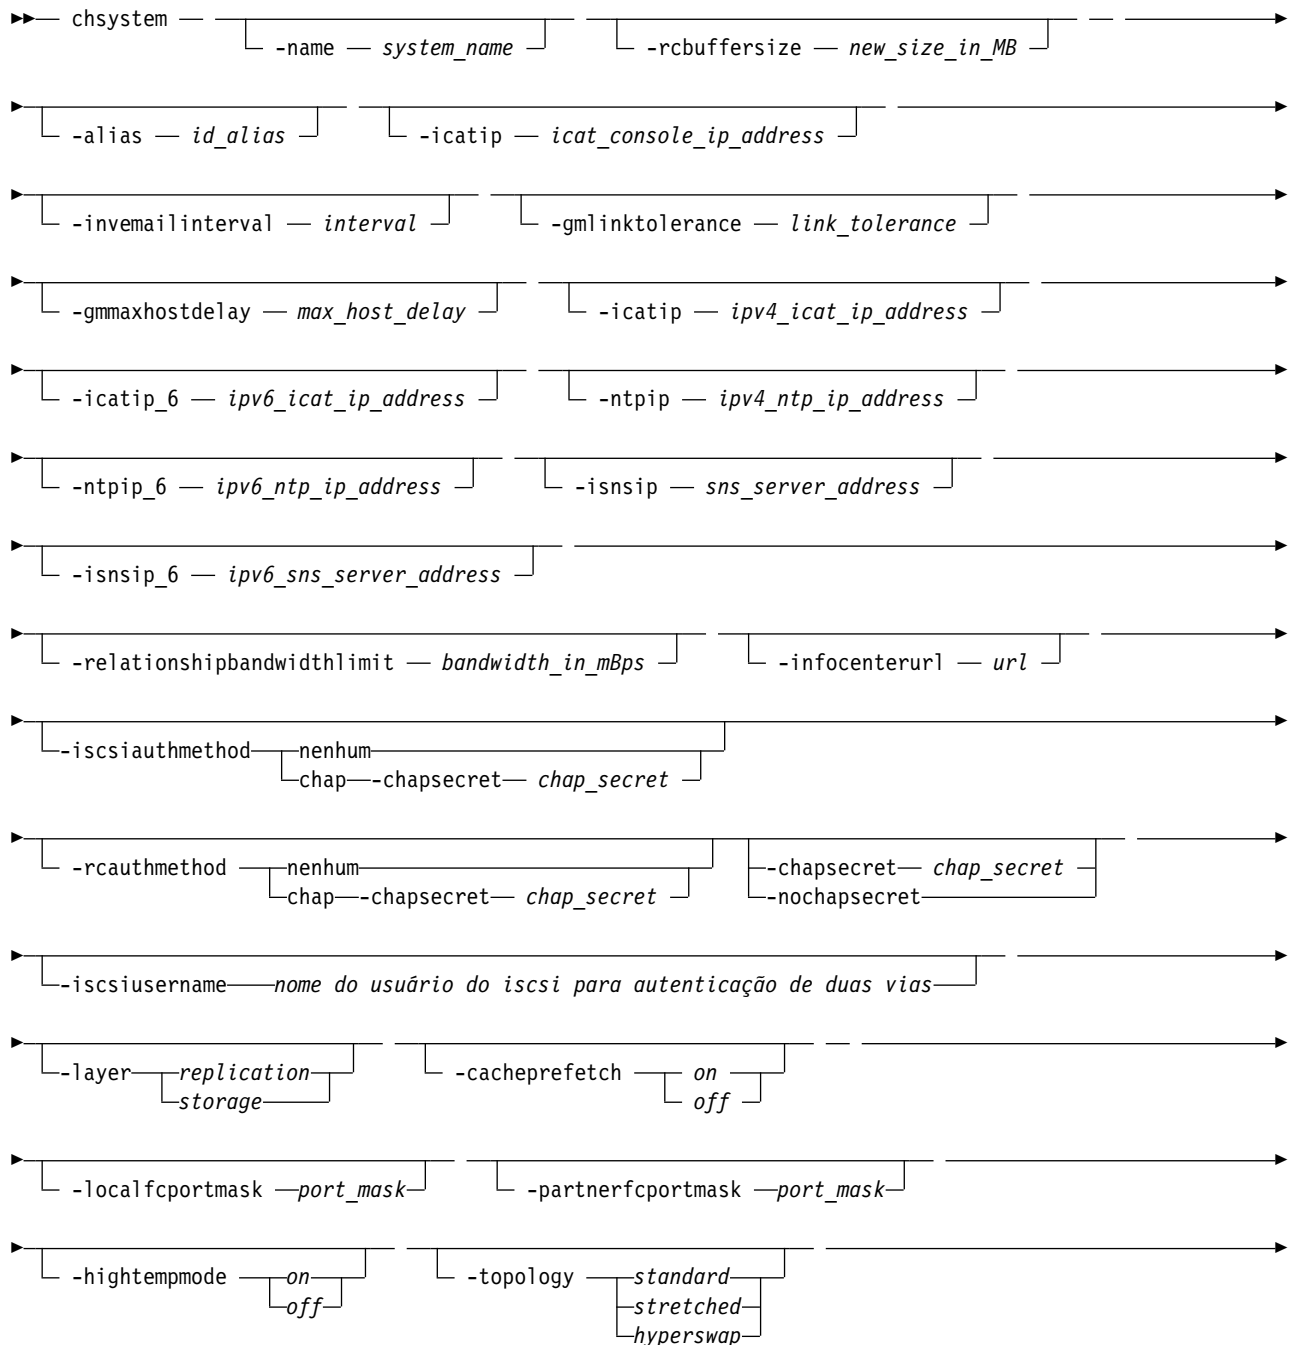 chsystem -name system_name -rcbuffersize new_size_in_MB
-alias id_alias -icatip icat_console_ip_address
-invemailinterval interval -gmlinktolerance link_tolerance
-gmmaxhostdelay max_host_delay -icatip ipv4_icat_ip_address
-icatip_6 ipv6_icat_ip_address -ntpip ipv4_ntp_ip_address
-ntpip_6 ipv6_ntp_ip_address -isnsip sns_server_address
-isnsip_6 ipv6_sns_server_address
-relationshipbandwidthlimit bandwidth_in_mBps -infocenterurl url
-iscsiauthmethod nenhum
chap -chapsecret chap_secret
-rcauthmethod nenhum -chapsecret chap_secret
chap -chapsecret chap_secret -nochapsecret
-iscsiusername nome do usuário do iscsi para autenticação de duas vias
-layer replication -cacheprefetch on
storage off
-localfcportmask port_mask -partnerfcportmask port_mask
-hightempmode on -topology standard
off stretched
hyperswap